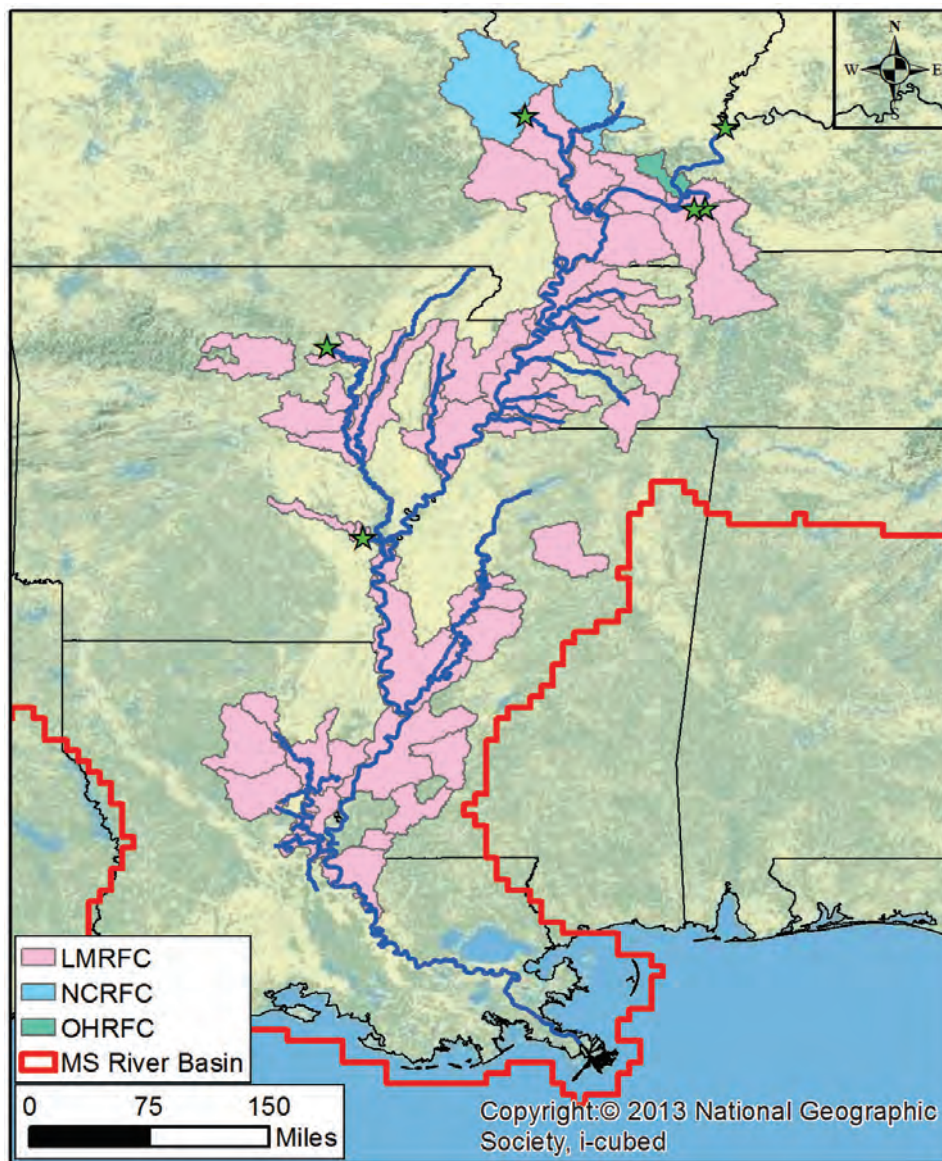 N
W E
S
LMRFC
NCRFC
OHRFC
MS River Basin
0 75 150
Miles
Copyright:© 2013 National Geographic
Society, i-cubed